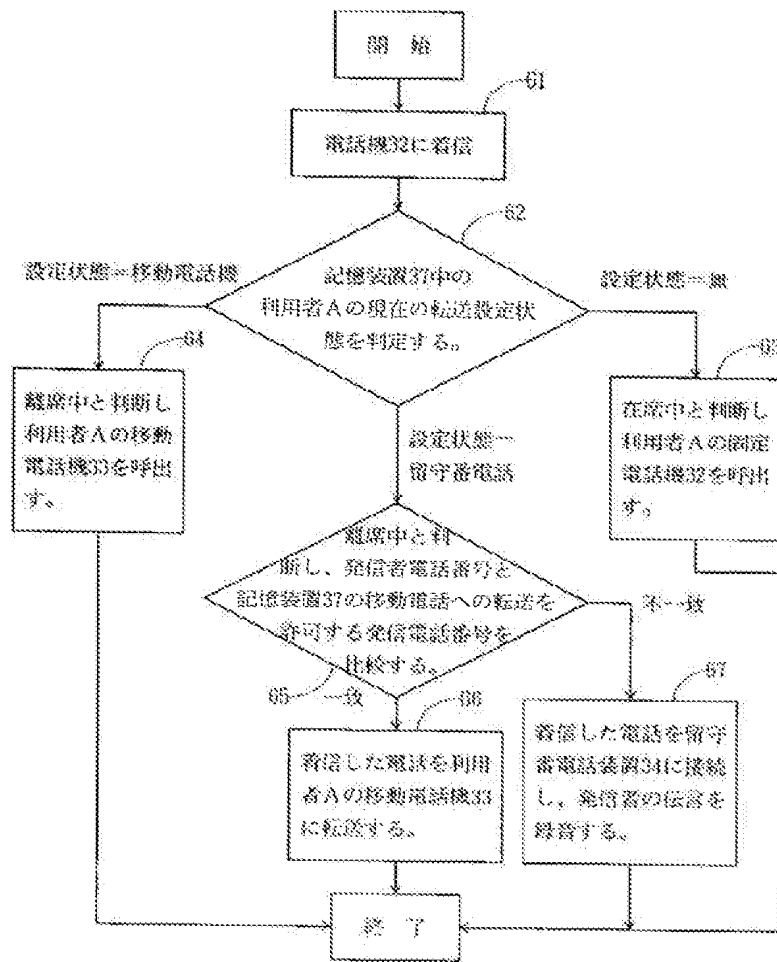 開 始
61
電話機32に着信
62
記憶装置37中の
利用者Aの現在の転送設定状
態を判定する。
設定状態=移動電話機
設定状態=無
64
離席中と判断し
利用者Aの移動
電話機33を呼出
す。
63
在席中と判断し
利用者Aの固定
電話機32を呼出
す。
設定状態=
留守番電話
離席中と判
断し、発信者電話番号と
記憶装置37の移動電話への転送を
許可する発信電話番号を
比較する。
不一致
65
一致
66
着信した電話を利用
者Aの移動電話機33
に転送する。
67
着信した電話を留守
番電話装置34に接続
し、発信者の伝言を
録音する。
終 了